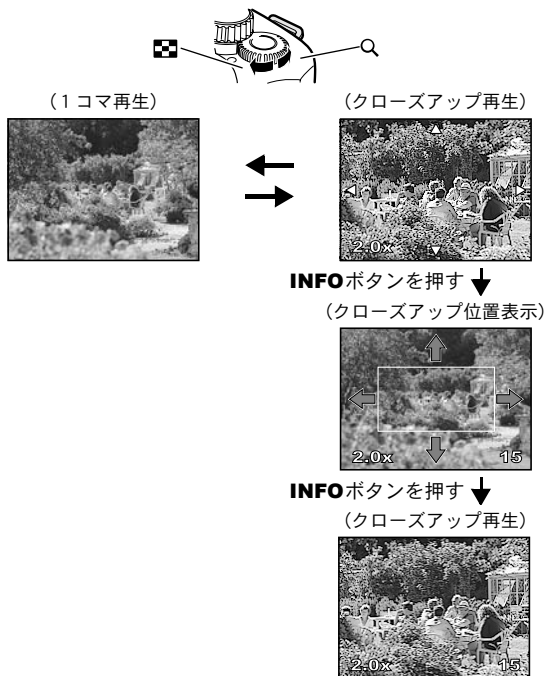 (1コマ再生)
(クローズアップ再生)
2.0x
INFOボタンを押す
(クローズアップ位置表示)
2.0x 15
INFOボタンを押す
(クローズアップ再生)
2.0x 15